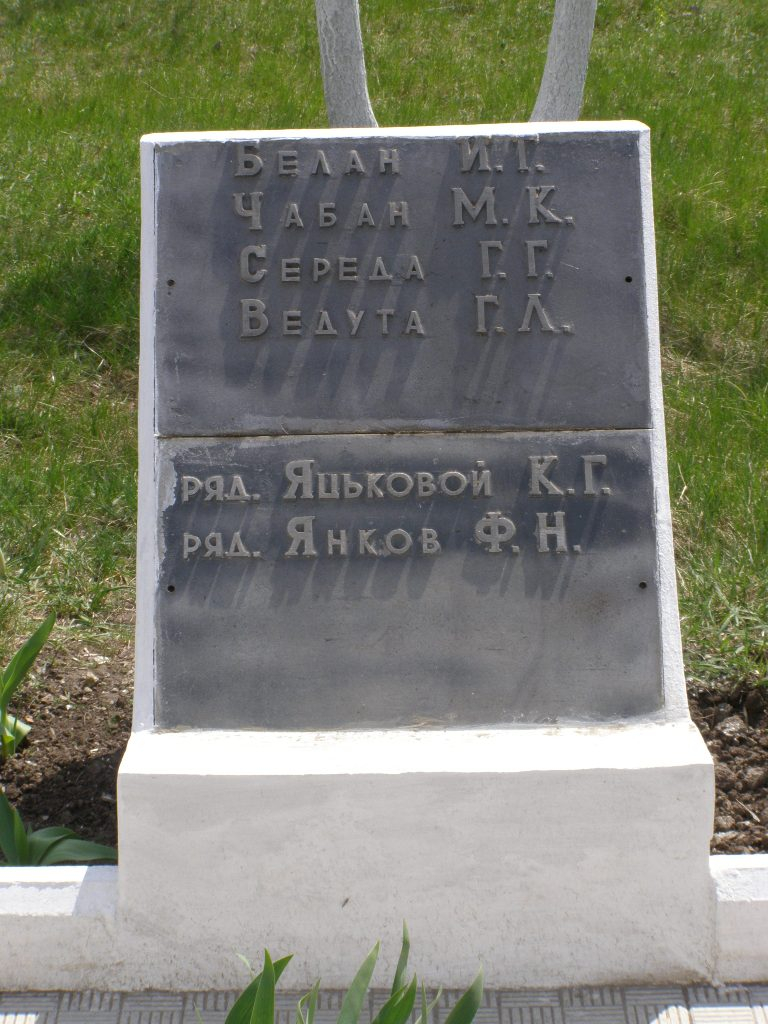 Белан И.Т.
Чабан М.К.
Середа Г.Г.
Ведута Г.Л.
ряд. Яцьковой К.Г.
ряд. Янков Ф.Н.